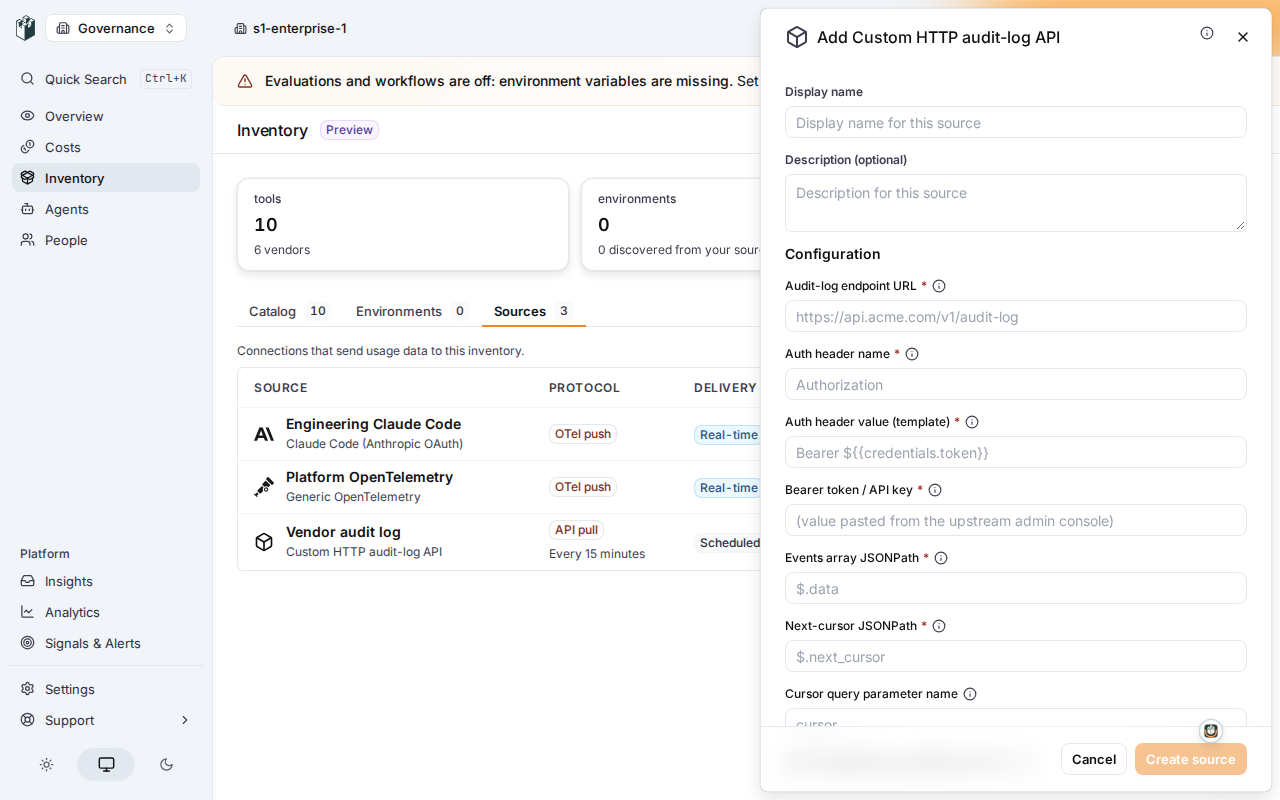 Governance
s1-enterprise-1
Quick Search Ctrl+K
Overview
Costs
Inventory
Agents
People
Platform
Insights
Analytics
Signals & Alerts
Settings
Support
Evaluations and workflows are off: environment variables are missing. Set
Inventory Preview
tools
10
6 vendors
environments
0
0 discovered from your
Catalog 10 Environments 0 Sources 3
Connections that send usage data to this inventory.
SOURCE PROTOCOL DELIVERY
Engineering Claude Code
Claude Code (Anthropic OAuth)
OTel push
Real-time
Platform OpenTelemetry
Generic OpenTelemetry
OTel push
Real-time
Vendor audit log
Custom HTTP audit-log API
API pull
Every 15 minutes
Scheduled
Add Custom HTTP audit-log API
Display name
Display name for this source
Description (optional)
Description for this source
Configuration
Audit-log endpoint URL *
https://api.acme.com/v1/audit-log
Auth header name *
Authorization
Auth header value (template) *
Bearer ${{credentials.token}}
Bearer token / API key *
(value pasted from the upstream admin console)
Events array JSONPath *
$.data
Next-cursor JSONPath *
$.next_cursor
Cursor query parameter name
cursor
Cancel Create source